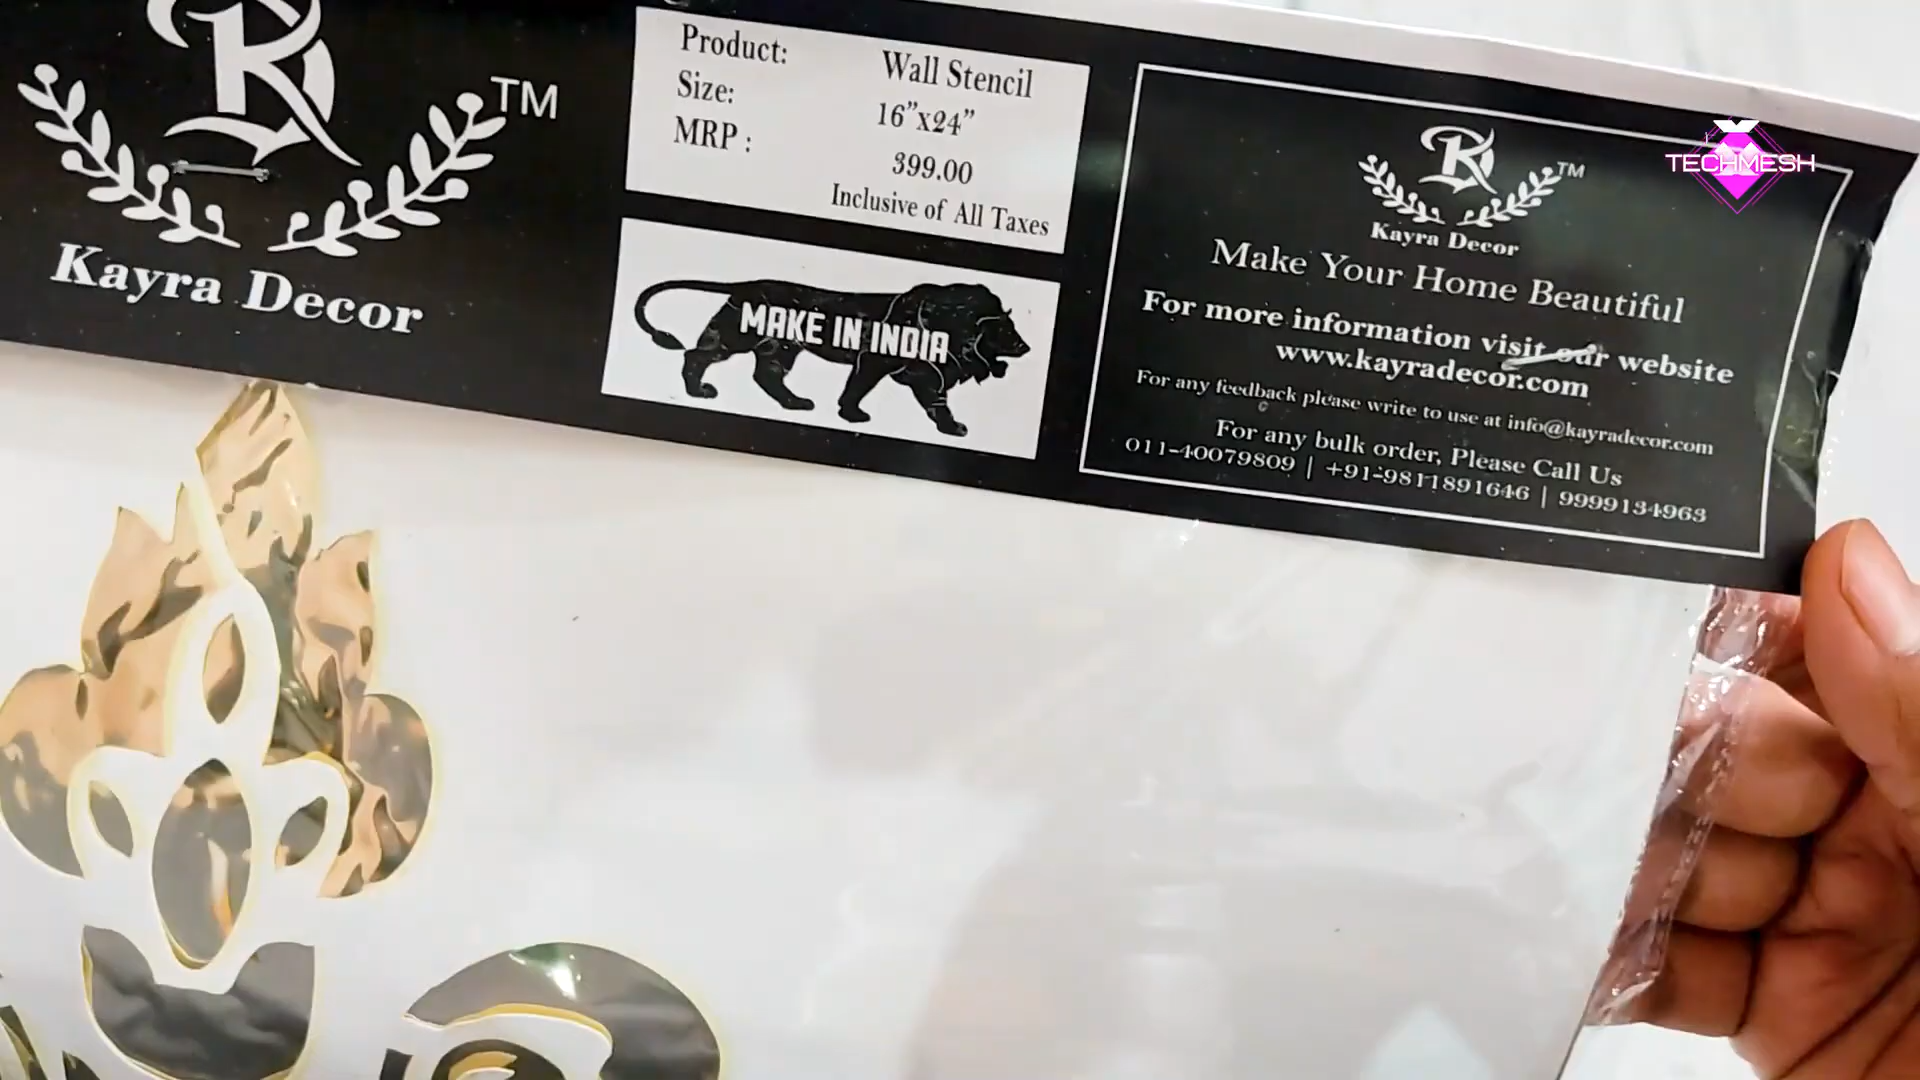 K
TM
Kayra Decor
Product: Wall Stencil
Size: 16”x24”
MRP : 399.00
Inclusive of All Taxes
MAKE IN INDIA
K
TM
Kayra Decor
Make Your Home Beautiful
For more information visit our website
www.kayradecor.com
For any feedback please write to use at info@kayradecor.com
For any bulk order, Please Call Us
011-40079809 | +91-9811891646 | 9999134963
TECHMESH